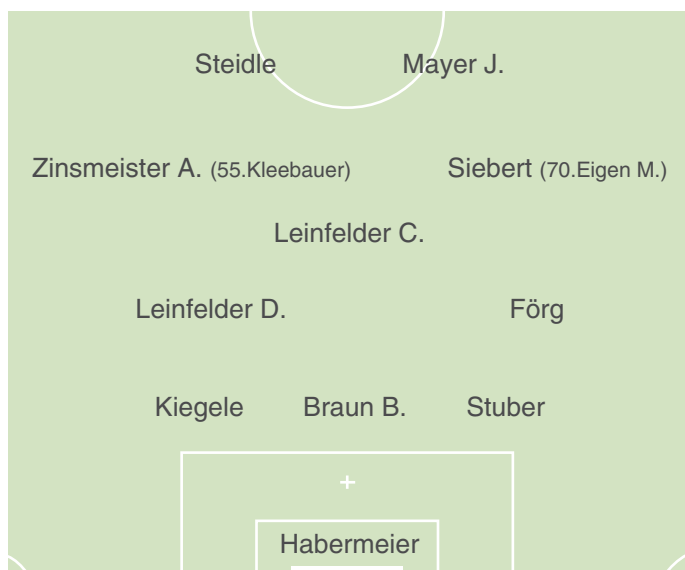 Steidle Mayer J.
Zinsmeister A. (55.Kleebauer) Siebert (70.Eigen M.)
Leinfelder C.
Leinfelder D. Förg
Kiegele Braun B. Stuber
Habermeier